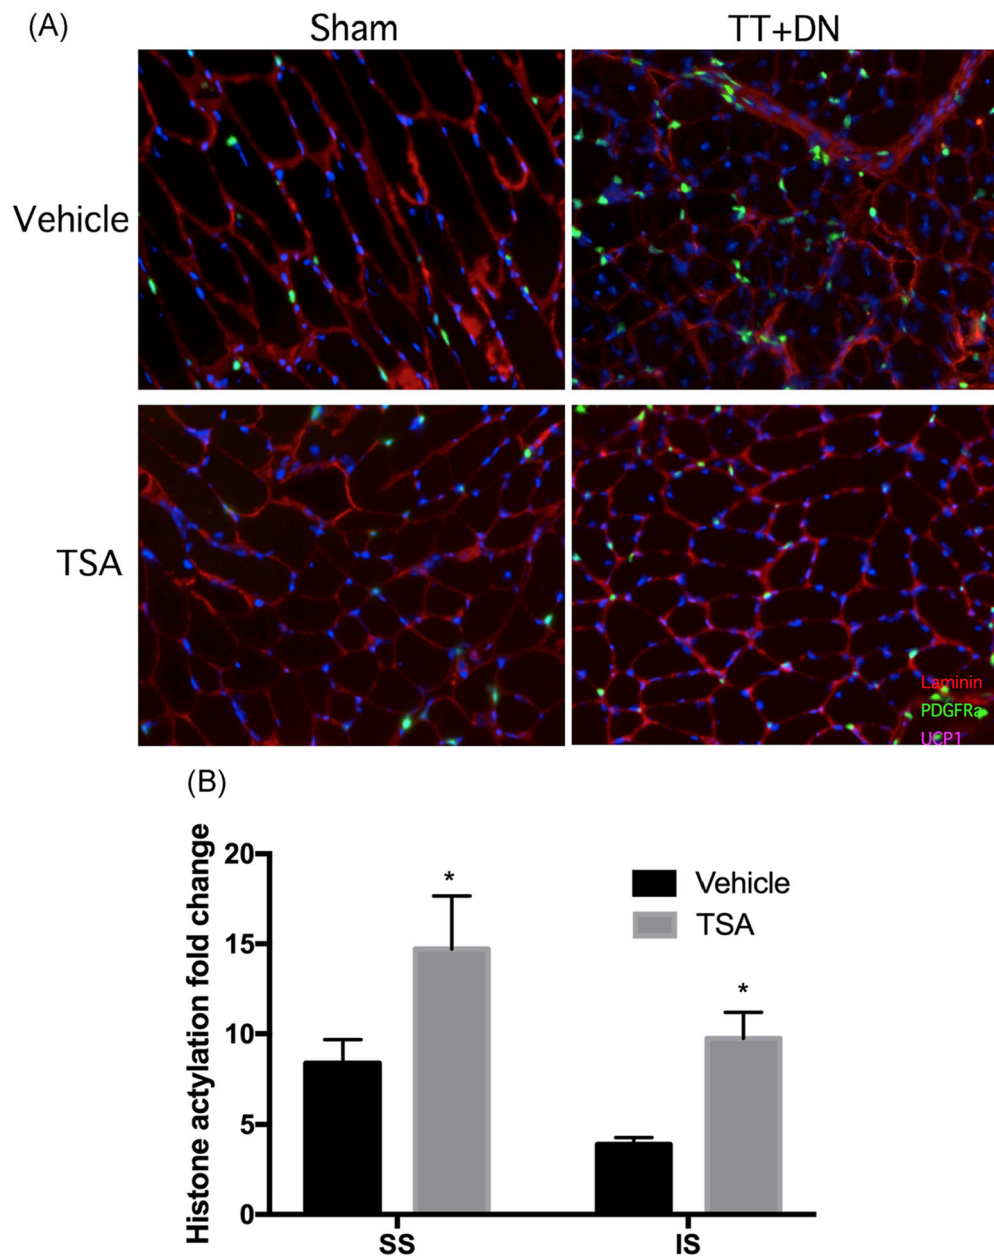 (A)
Sham
TT+DN
Vehicle
TSA
Laminin
PDGFRa
UCP1
(B)
Histone actylation fold change
20
15
10
5
0
*
*
Vehicle
TSA
SS
IS